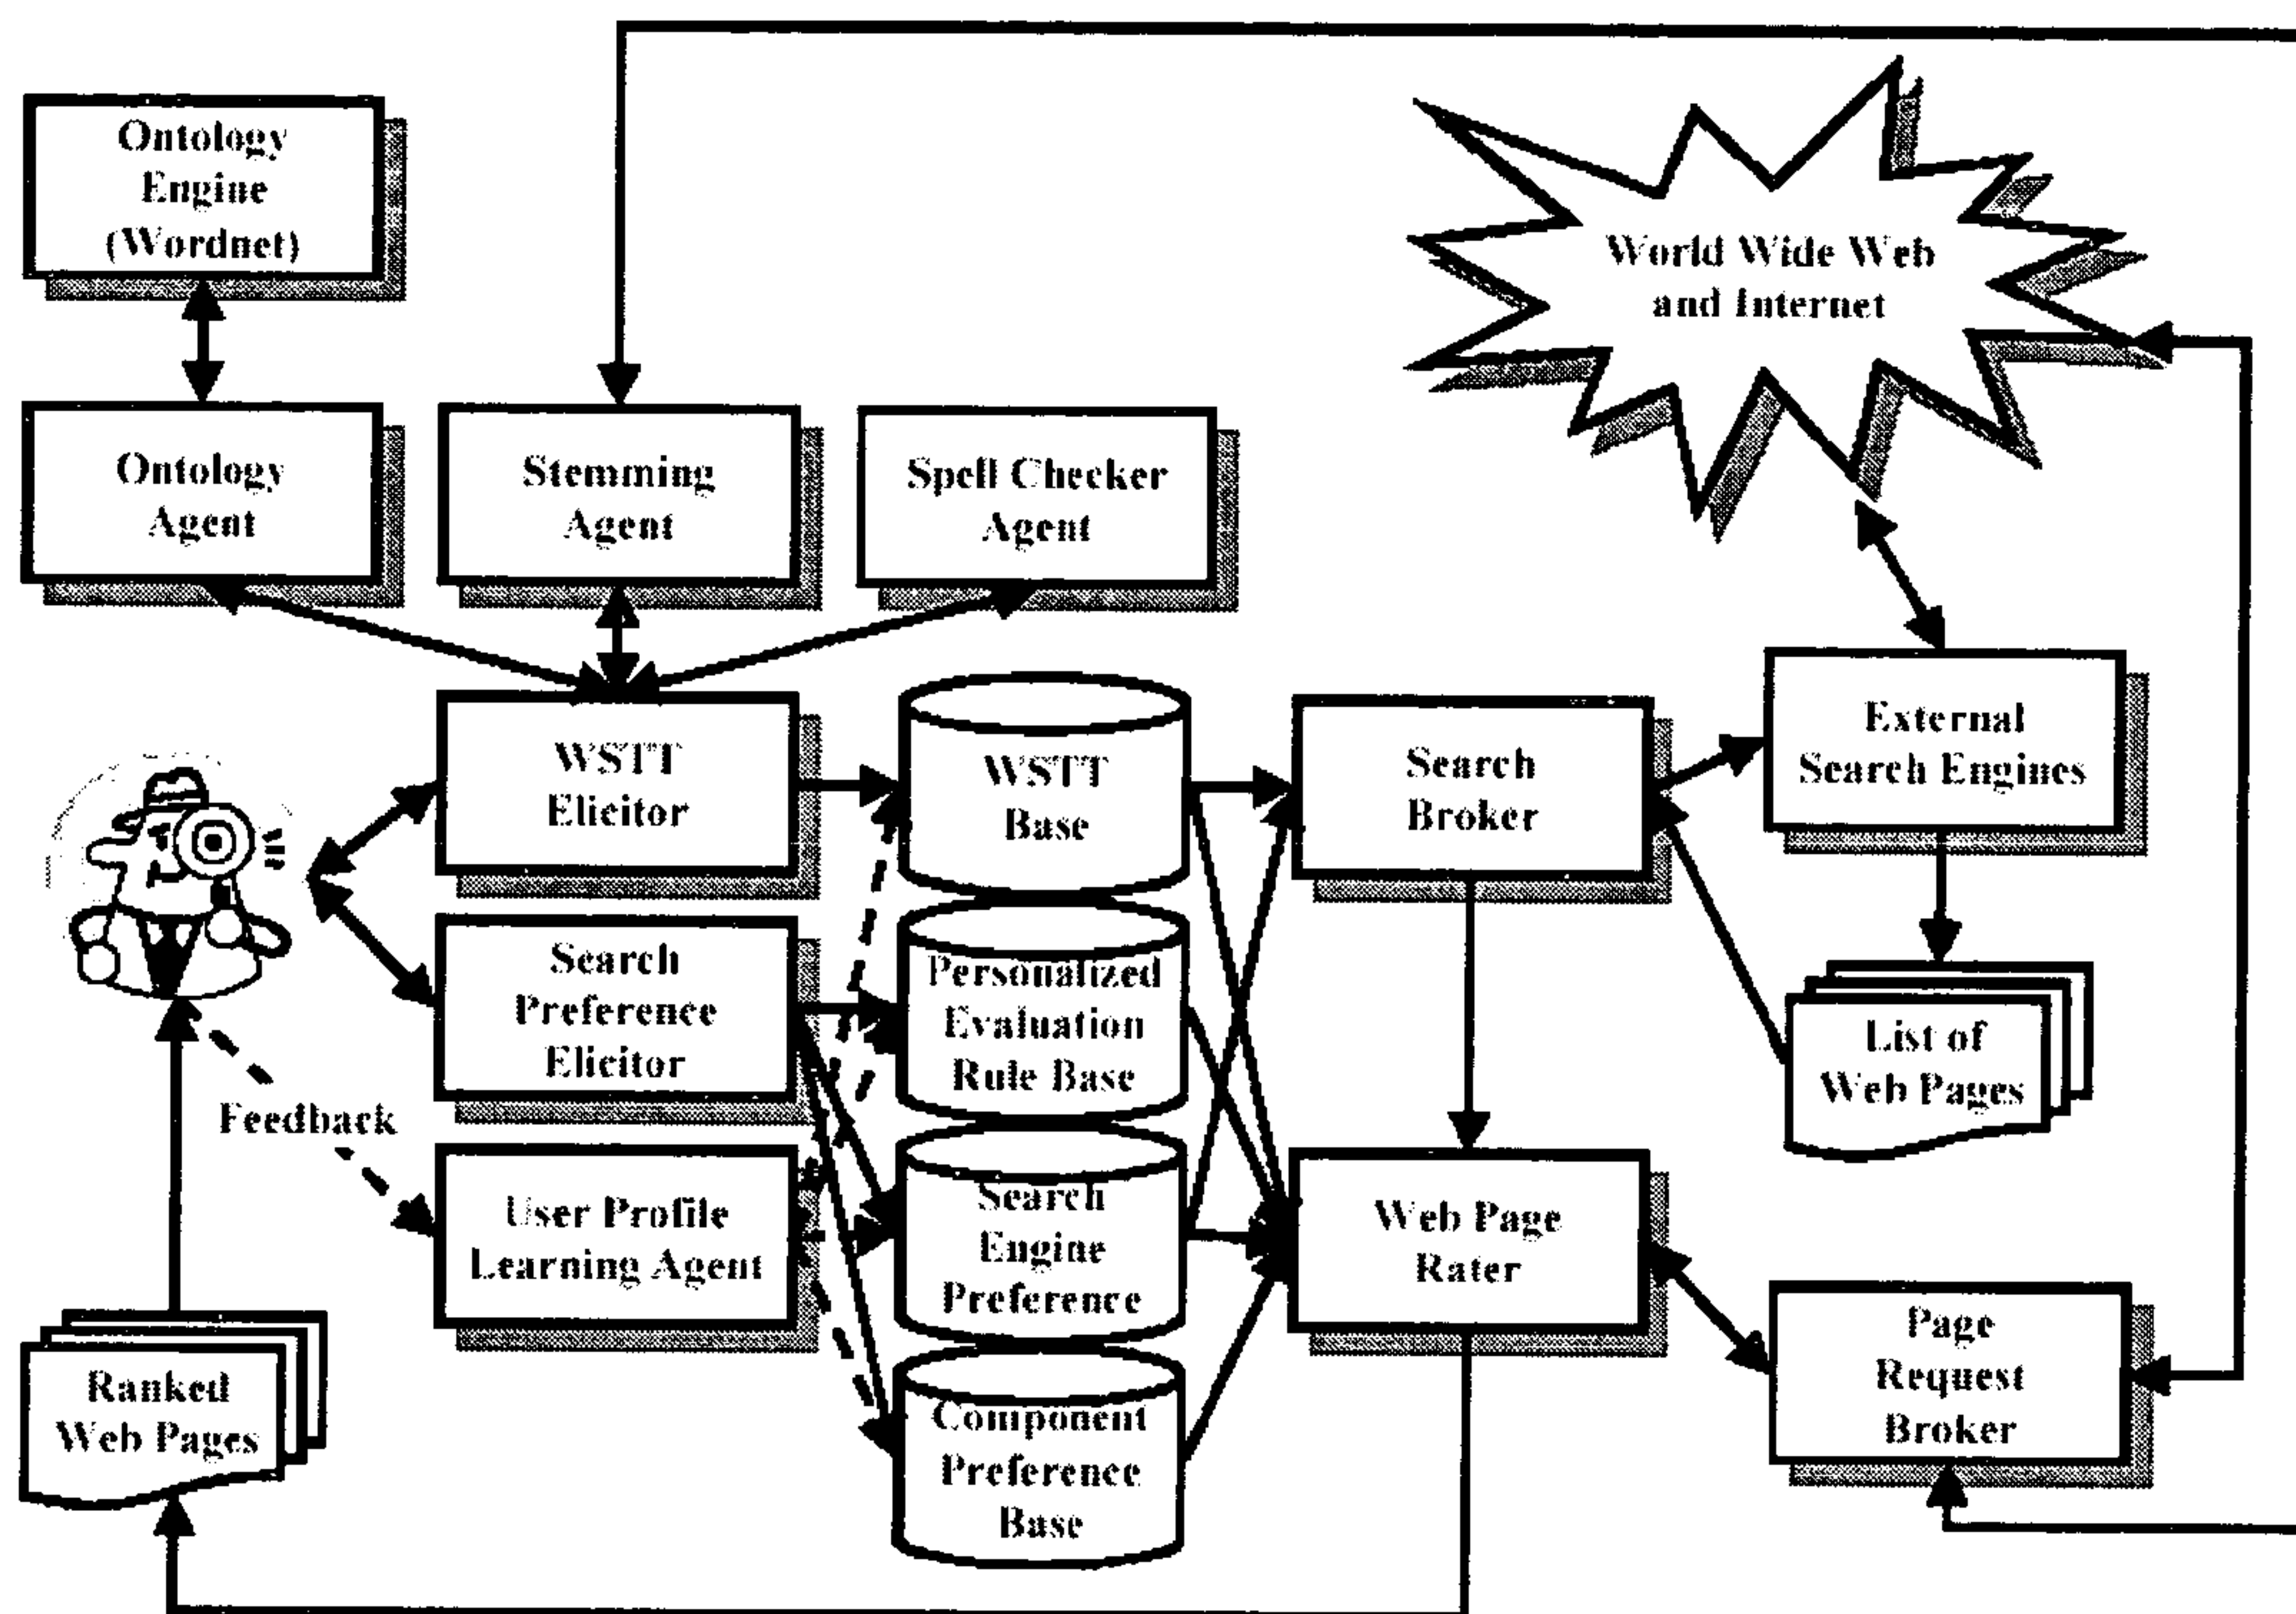 Ontology
Engine
(Wordnet)
World Wide Web
and Internet
Ontology
Agent
Stemming
Agent
Spell Checker
Agent
WSTT
Elicitor
WSTT
Base
Search
Broker
External
Search Engines
Search
Preference
Elicitor
Personalized
Evaluation
Rule Base
List of
Web Pages
Feedback
User Profile
Learning Agent
Search
Engine
Preference
Web Page
Rater
Page
Request
Broker
Ranked
Web Pages
Component
Preference
Base